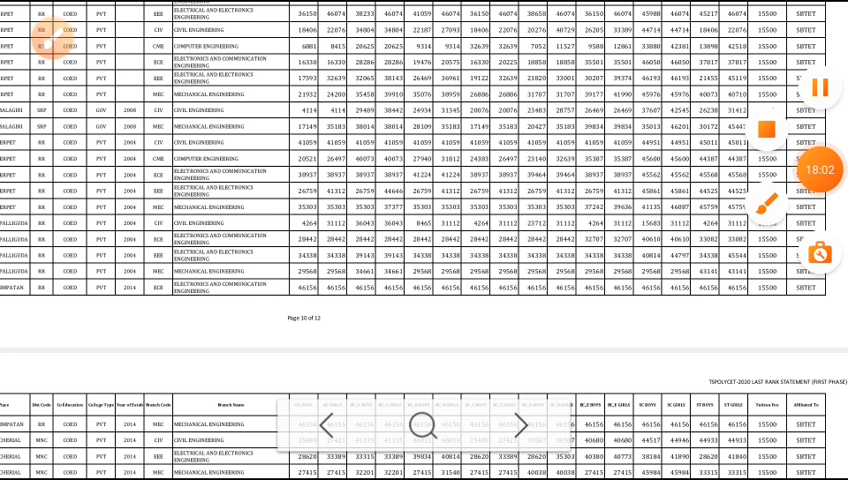 ENGINEERING
RPET RR COED PVT EEE ELECTRICAL AND ELECTRONICS ENGINEERING 36150 46074 38233 46074 41059 46074 36150 46074 38658 46074 36150 46074 45988 46074 45217 46074 15500 SBTET
RPET RR COED PVT CIV CIVIL ENGINEERING 18406 22076 34804 34804 22187 27093 18406 22076 20276 40729 26205 33389 44714 44714 18406 22076 15500 SBTET
RPET COED PVT CME COMPUTER ENGINEERING 6881 8415 20625 20625 9314 9314 32639 32639 7052 11527 9588 12861 33880 42381 13898 42518 15500 SBTET
RPET RR COED PVT ECE ELECTRONICS AND COMMUNICATION ENGINEERING 16330 16330 28286 28286 19476 20575 16330 20225 18858 18858 35501 35501 46050 46050 37817 37817 15500 SBTET
RPET RR COED PVT EEE ELECTRICAL AND ELECTRONICS ENGINEERING 17593 32639 32065 38143 26469 36961 19122 32639 21820 33001 30207 39374 46193 46193 21455 45119 15500
RPET RR COED PVT MEC MECHANICAL ENGINEERING 21932 24200 35458 39910 35076 38959 26886 26886 31707 31707 39177 41990 45976 45976 40073 40710 15500
MALAGIRI SRP COED GOV 2008 CIV CIVIL ENGINEERING 4114 4114 29489 38442 24934 31345 20076 20076 23483 28757 26469 26469 37607 42545 26238 31412
MALAGIRI SRP COED GOV 2008 MEC MECHANICAL ENGINEERING 17149 35183 38014 38014 28109 35183 17149 35183 20427 35183 39834 39834 35013 46201 30172
ERPET RR COED PVT 2004 CIV CIVIL ENGINEERING 41059 41059 41059 41059 41059 41059 41059 41059 41059 41059 41059 41059 44951 44951 45011 45011 15500 SBTET
ERPET RR COED PVT 2004 CME COMPUTER ENGINEERING 20521 26497 40073 40073 27940 31812 24383 26497 23140 32639 35387 35387 45600 45600 44387 44387 15500 SBTET
ERPET RR COED PVT 2004 ECE ELECTRONICS AND COMMUNICATION ENGINEERING 38937 38937 38937 38937 41224 41224 38937 38937 39464 39464 38937 38937 45562 45562 45568 45568 15500 SBTET
ERPET RR COED PVT 2004 EEE ELECTRICAL AND ELECTRONICS ENGINEERING 26759 41312 26759 44646 26759 41312 26759 41312 26759 41312 26759 41312 45861 45861 44525 44525 SBTET
ERPET RR COED PVT 2004 MEC MECHANICAL ENGINEERING 35303 35303 35303 37377 35303 35303 35303 35303 35303 35303 37242 39636 41135 46087 45759 45759 SBTET
PALLIGUDA RR COED PVT 2004 CIV CIVIL ENGINEERING 4264 31112 36043 36043 8465 31112 4264 31112 23712 31112 4264 31112 15683 31112 4264 31112 15500 SBTET
PALLIGUDA RR COED PVT 2004 ECE ELECTRONICS AND COMMUNICATION ENGINEERING 28442 28442 28442 28442 28442 28442 28442 28442 28442 28442 32707 32707 40610 40610 33082 33082 15500
PALLIGUDA RR COED PVT 2004 EEE ELECTRICAL AND ELECTRONICS ENGINEERING 34338 34338 39143 39143 34338 34338 34338 34338 34338 34338 34338 34338 40814 44797 34338 45544 15500
PALLIGUDA RR COED PVT 2004 MEC MECHANICAL ENGINEERING 29568 29568 34661 34661 29568 29568 29568 29568 29568 29568 29568 29568 29568 29568 43141 43141 15500 SBTET
IMPATAN RR COED PVT 2014 ECE ELECTRONICS AND COMMUNICATION ENGINEERING 46156 46156 46156 46156 46156 46156 46156 46156 46156 46156 46156 46156 46156 46156 46156 46156 15500 SBTET
18:02
Page 10 of 12
TSPOLYCET-2020 LAST RANK STATEMENT (FIRST PHASE)
Place Dist Code Co Education College Type Year of Estab Branch Code Branch Name BC_E BOYS BC_E GIRLS SC BOYS SC GIRLS ST BOYS ST GIRLS Tuition Fee Affiliated To
IMPATAN RR COED PVT 2014 MEC MECHANICAL ENGINEERING 46156 46156 46156 46156 46156 46156 15500 SBTET
CHERIAL MNC COED PVT 2014 CIV CIVIL ENGINEERING 40680 40680 44517 44946 44933 44933 15500 SBTET
CHERIAL MNC COED PVT 2014 EEE ELECTRICAL AND ELECTRONICS ENGINEERING 28620 33389 33315 33389 39834 40814 28620 33389 28620 35303 40380 40773 38184 41890 28620 41840 15500 SBTET
CHERIAL MNC COED PVT 2014 MEC MECHANICAL ENGINEERING 27415 27415 32201 32201 27415 31540 27415 27415 40038 40038 27415 27415 45984 45984 33315 33315 15500 SBTET